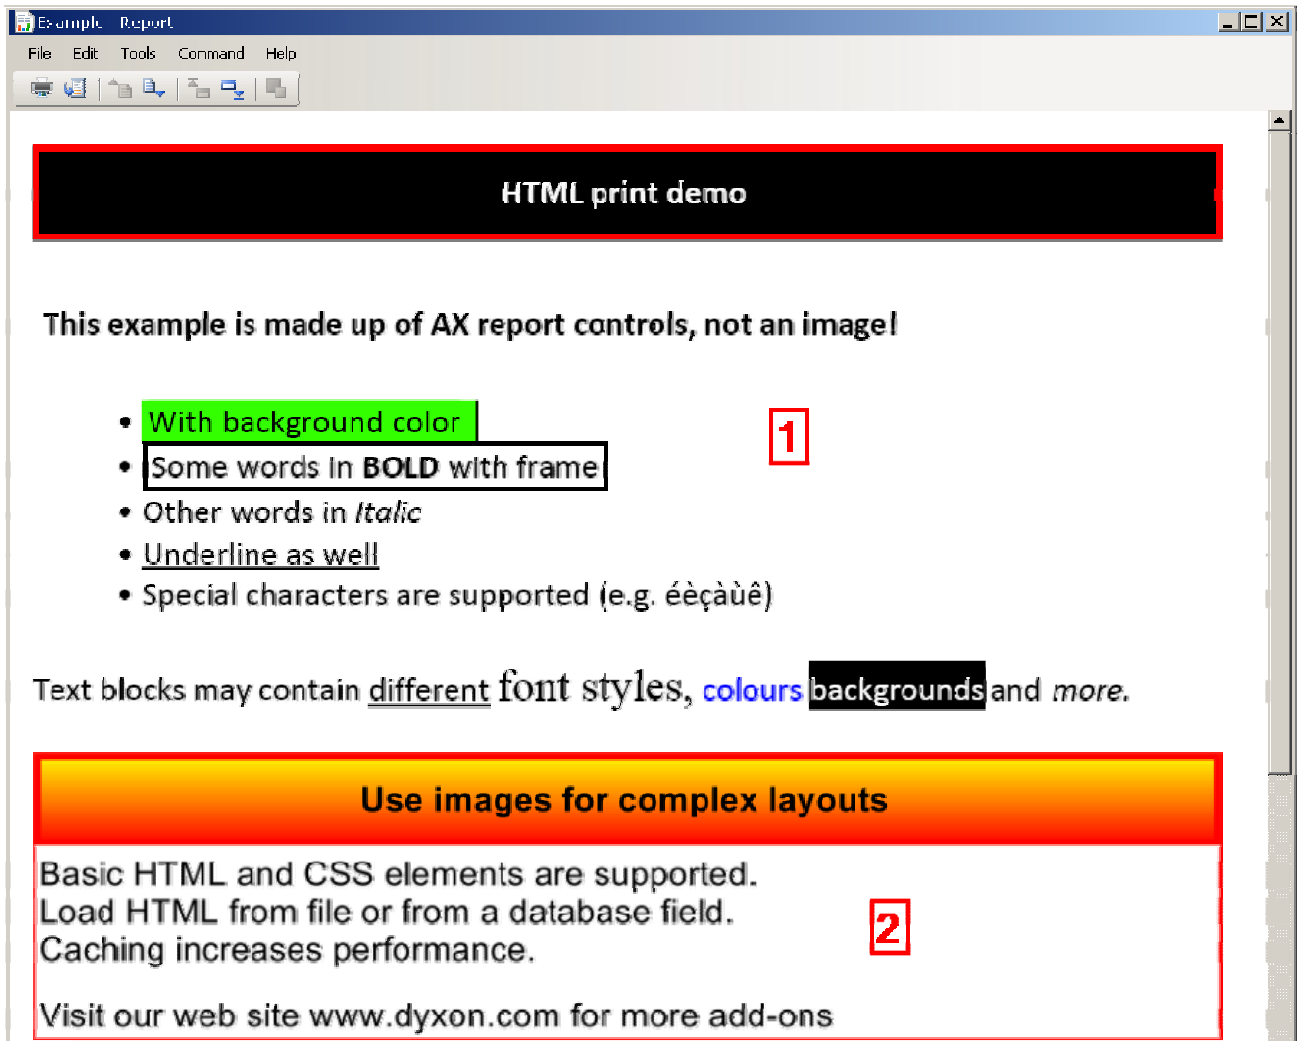 Example Report
File Edit Tools Command Help
HTML print demo
This example is made up of AX report controls, not an image!
• With background color
• Some words in BOLD with frame
1
• Other words in Italic
• Underline as well
• Special characters are supported (e.g. éèçàùê)
Text blocks may contain different font styles, colours backgrounds and more.
Use images for complex layouts
Basic HTML and CSS elements are supported.
Load HTML from file or from a database field.
2
Caching increases performance.
Visit our web site www.dyxon.com for more add-ons